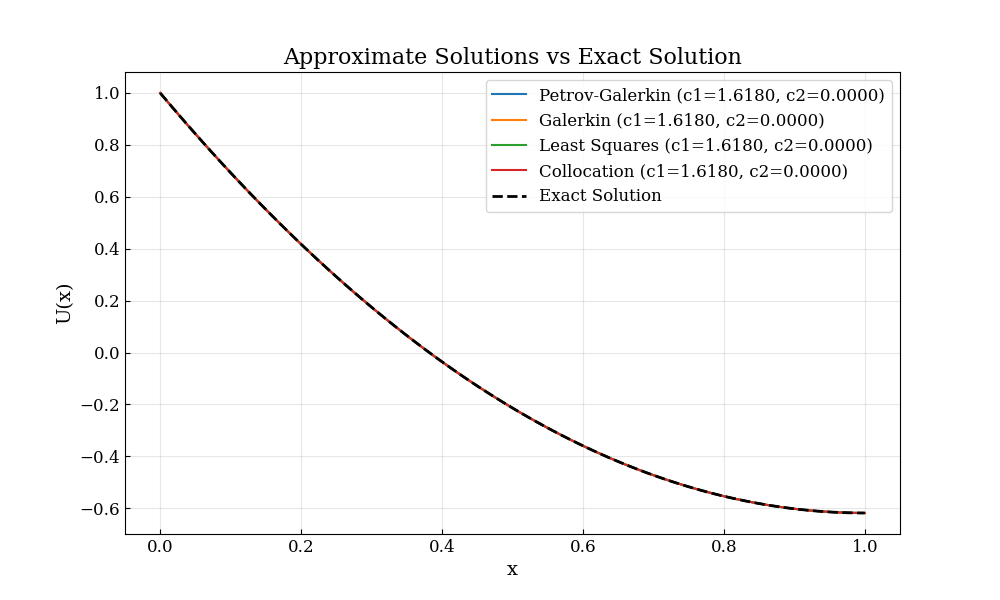 Approximate Solutions vs Exact Solution
Petrov-Galerkin (c1=1.6180, c2=0.0000)
Galerkin (c1=1.6180, c2=0.0000)
Least Squares (c1=1.6180, c2=0.0000)
Collocation (c1=1.6180, c2=0.0000)
Exact Solution
U(x)
1.0
0.8
0.6
0.4
0.2
0.0
−0.2
−0.4
−0.6
0.0 0.2 0.4 0.6 0.8 1.0
x